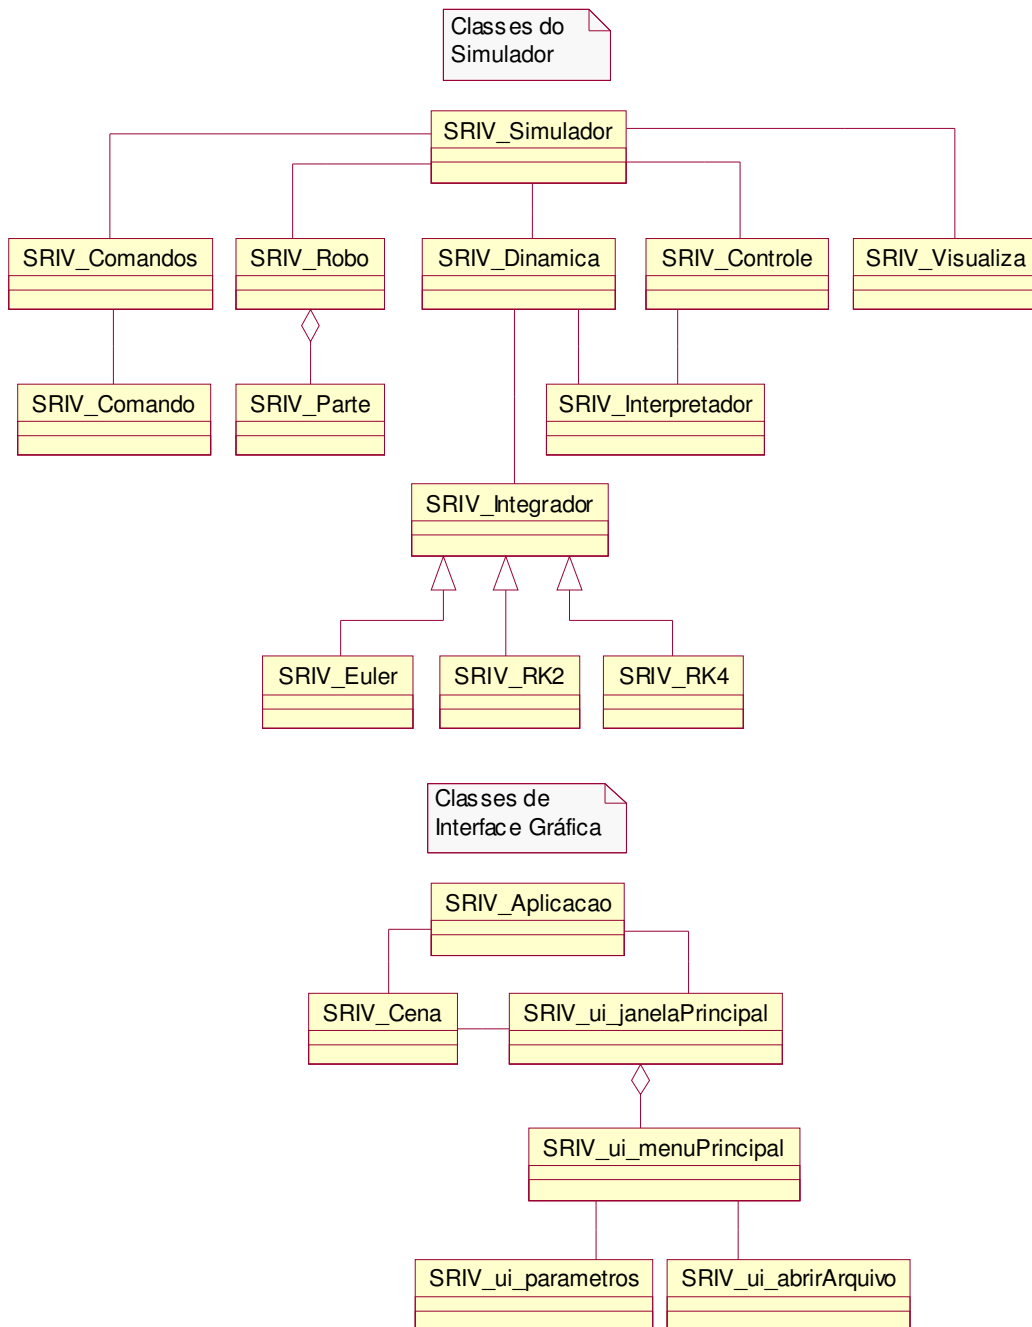 Classes do
Simulador
SRIV_Simulador
SRIV_Comandos
SRIV_Robo
SRIV_Dinamica
SRIV_Controle
SRIV_Visualiza
SRIV_Comando
SRIV_Parte
SRIV_Interpretador
SRIV_Integrador
SRIV_Euler
SRIV_RK2
SRIV_RK4
Classes de
Interface Gráfica
SRIV_Aplicacao
SRIV_Cena
SRIV_ui_janelaPrincipal
SRIV_ui_menuPrincipal
SRIV_ui_parametros
SRIV_ui_abrirArquivo